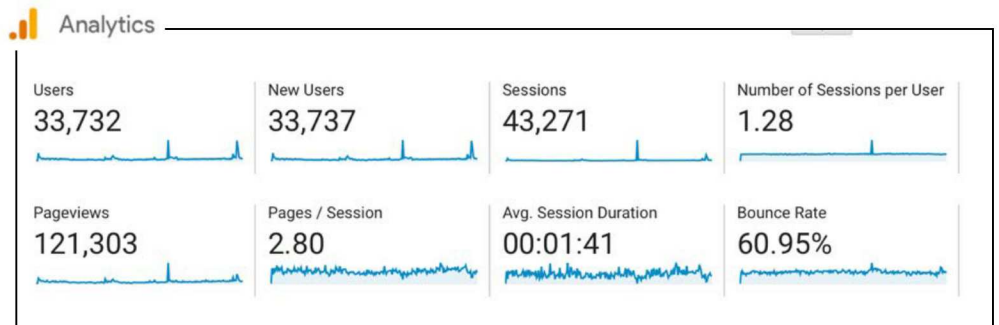 Analytics
Users
33,732
New Users
33,737
Sessions
43,271
Number of Sessions per User
1.28
Pageviews
121,303
Pages / Session
2.80
Avg. Session Duration
00:01:41
Bounce Rate
60.95%